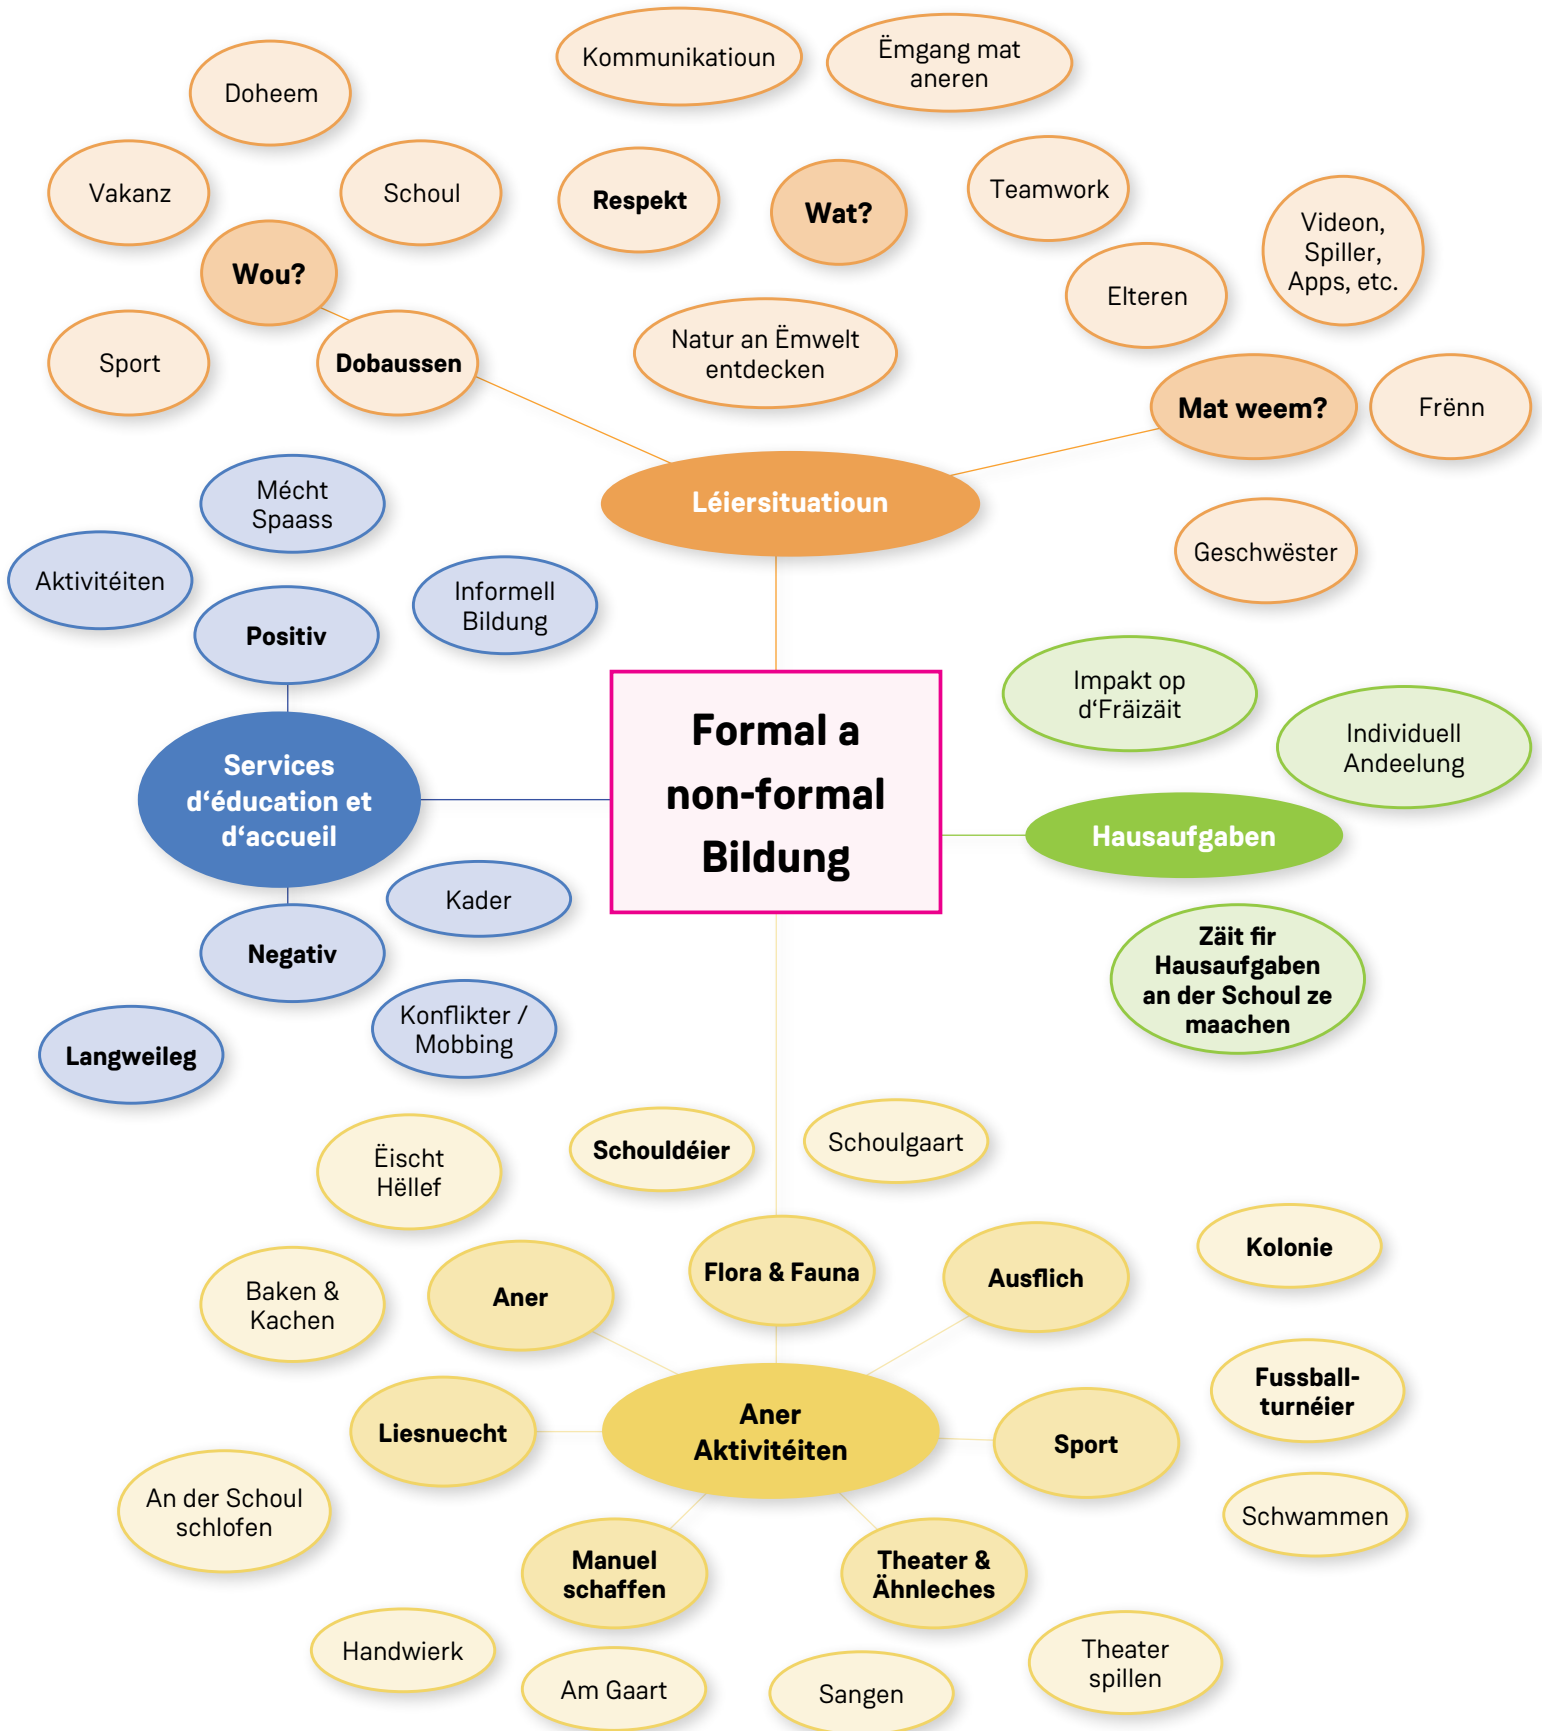 Kommunikatioun
Ëmgang mat
aneren
Doheem
Vakanz
Schoul
Respekt
Wat?
Teamwork
Videon,
Spiller,
Apps, etc.
Wou?
Elteren
Sport
Dobaussen
Natur an Ëmwelt
entdecken
Mat weem?
Frënn
Léiersituatioun
Geschwëster
Mécht
Spaass
Aktivitéiten
Informell
Bildung
Positiv
Services
d‘éducation et
d‘accueil
Kader
Negativ
Konflikter /
Mobbing
Langweileg
Formal a
non-formal
Bildung
Impakt op
d‘Fräizäit
Individuell
Andeelung
Hausaufgaben
Zäit fir
Hausaufgaben
an der Schoul ze
maachen
Schouldéier
Schoulgaart
Ëischt
Hëllef
Flora & Fauna
Ausflich
Kolonie
Baken &
Kachen
Aner
Fussball-
turnéier
Liesnuecht
Aner
Aktivitéiten
Sport
An der Schoul
schlofen
Schwammen
Manuel
schaffen
Theater &
Ähnleches
Handwierk
Am Gaart
Sangen
Theater
spillen